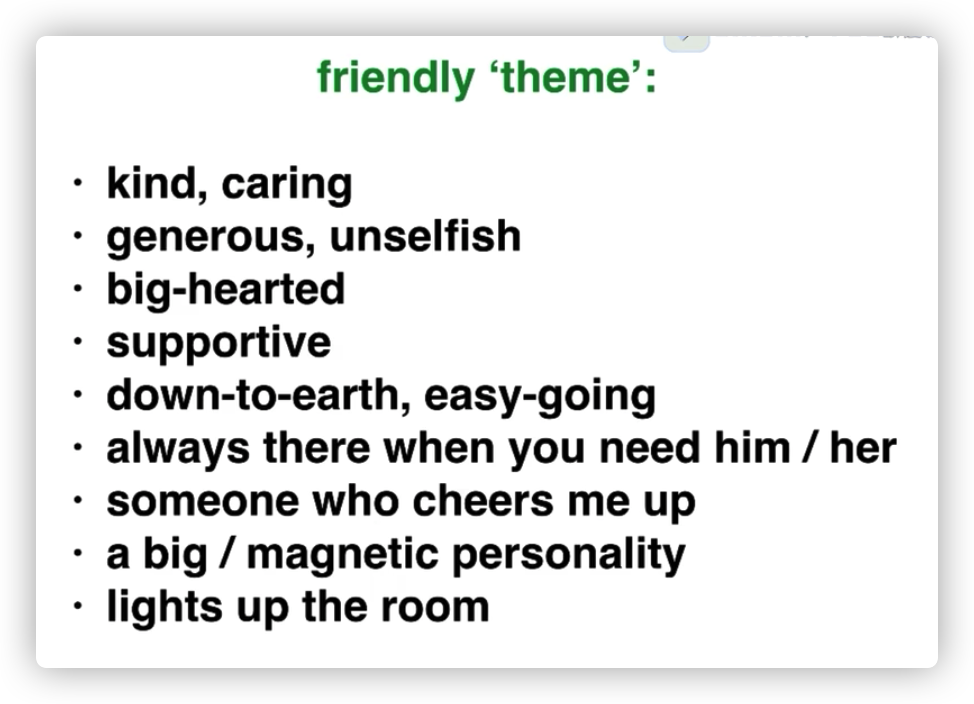 friendly ‘theme’:
· kind, caring
· generous, unselfish
· big-hearted
· supportive
· down-to-earth, easy-going
· always there when you need him / her
· someone who cheers me up
· a big / magnetic personality
· lights up the room